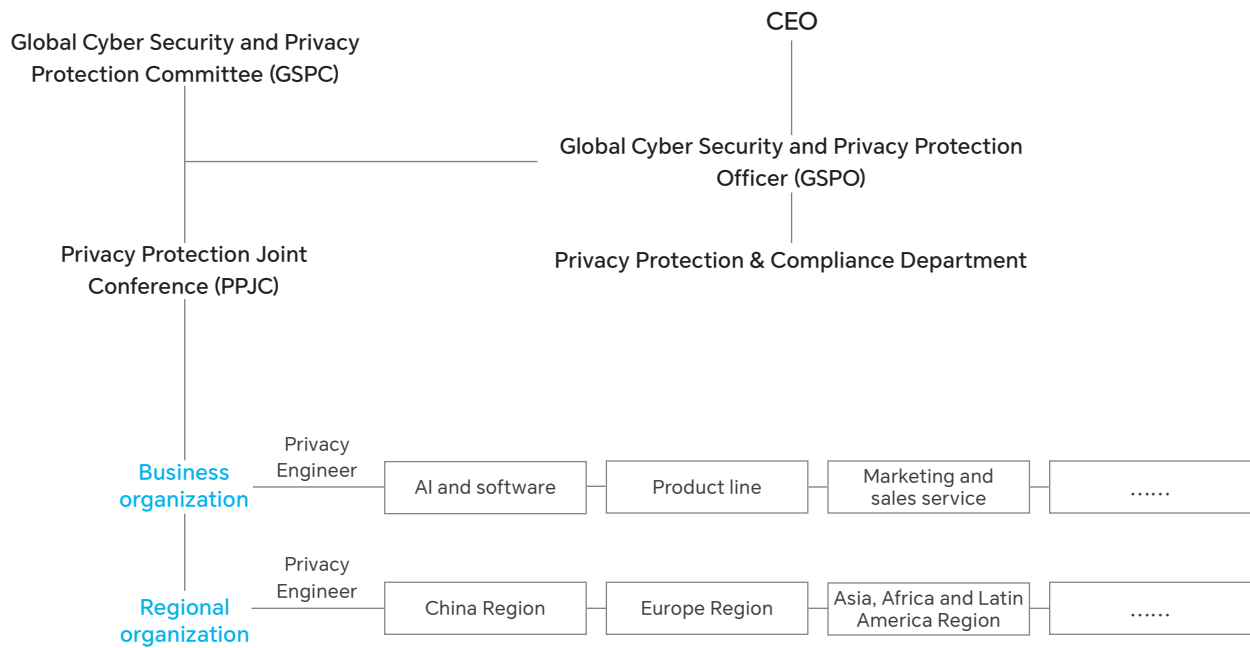 CEO
Global Cyber Security and Privacy
Protection Committee (GSPC)
Global Cyber Security and Privacy Protection
Officer (GSPO)
Privacy Protection Joint
Conference (PPJC)
Privacy Protection & Compliance Department
Business
organization
Privacy
Engineer
AI and software
Product line
Marketing and
sales service
......
Regional
organization
Privacy
Engineer
China Region
Europe Region
Asia, Africa and Latin
America Region
......